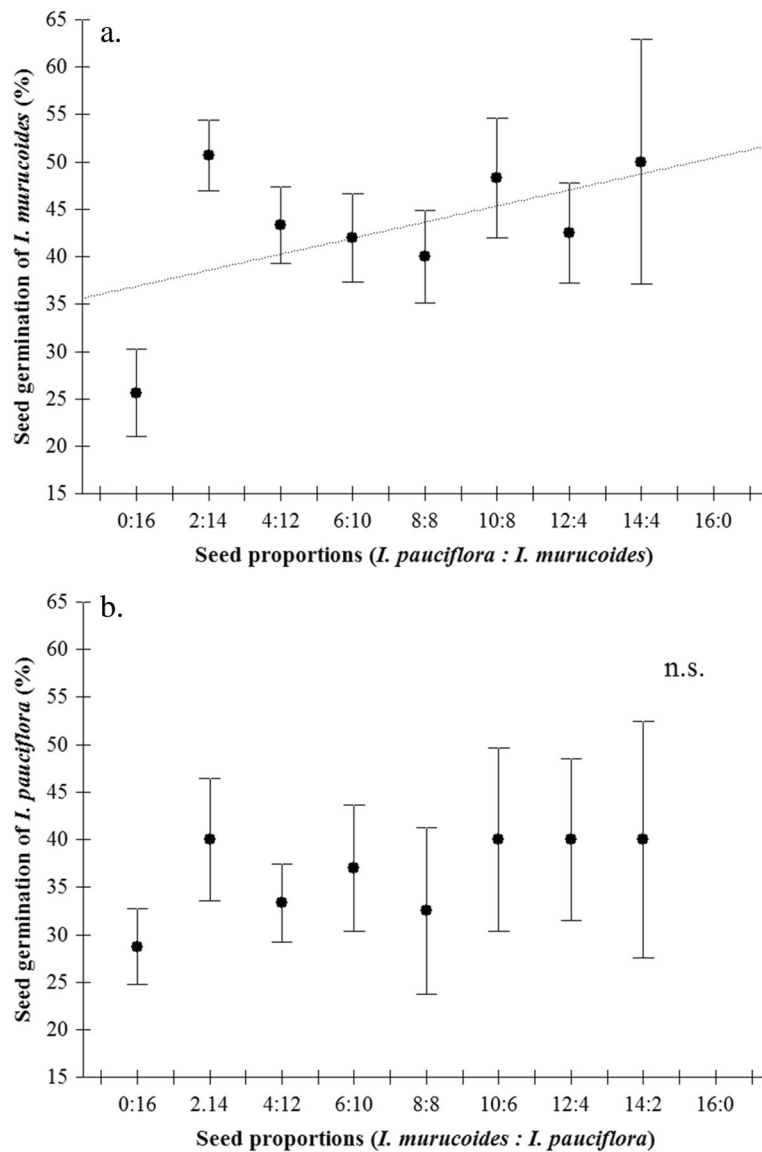 a.
Seed germination of I. murucoides (%)
65
60
55
50
45
40
35
30
25
20
15
0:16 2:14 4:12 6:10 8:8 10:8 12:4 14:4 16:0
Seed proportions (I. pauciflora : I. murucoides)
b.
n.s.
Seed germination of I. pauciflora (%)
65
60
55
50
45
40
35
30
25
20
15
0:16 2.14 4:12 6:10 8:8 10:6 12:4 14:2 16:0
Seed proportions (I. murucoides : I. pauciflora)